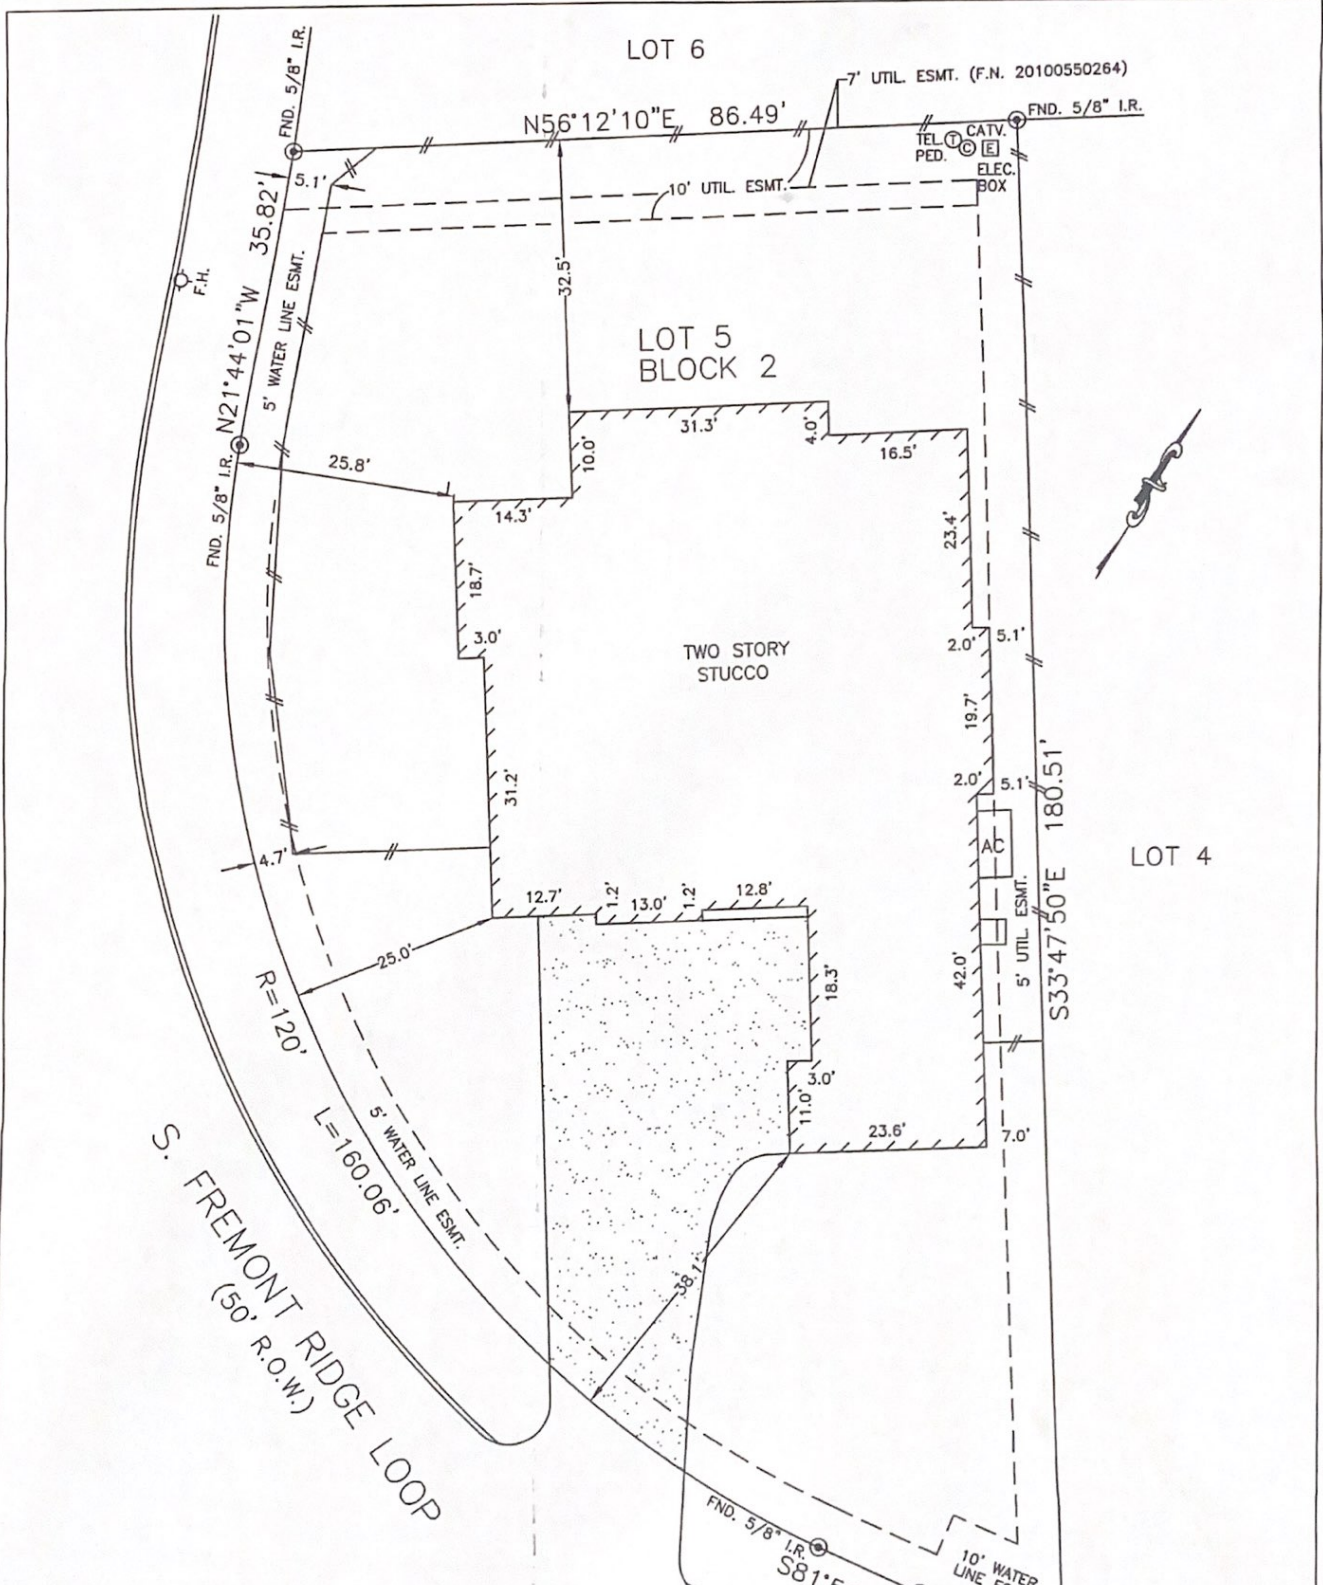 LOT 6
7' UTIL. ESMT. (F.N. 20100550264)
FND. 5/8" I.R.
N56°12'10"E 86.49'
FND. 5/8" I.R.
TEL.
PED.
T
C
CATV.
E
ELEC.
BOX
5.1'
10' UTIL. ESMT.
N21°44'01"W 35.82'
5' WATER LINE ESMT.
F.H.
32.5'
LOT 5
BLOCK 2
31.3'
4.0'
16.5'
10.0'
25.8'
FND. 5/8" I.R.
14.3'
23.4'
18.7'
3.0'
TWO STORY
STUCCO
2.0'
5.1'
19.7'
31.2'
2.0'
5.1'
S33°47'50"E 180.51'
AC
LOT 4
4.7'
12.7'
1.2'
13.0'
1.2'
12.8'
5' UTIL ESMT.
42.0'
25.0'
18.3'
R=120'
3.0'
11.0'
L=160.06'
5' WATER LINE ESMT.
23.6'
7.0'
S. FREMONT RIDGE LOOP
(50' R.O.W.)
38.1'
FND. 5/8" I.R.
10' WATER
LINE
S81°